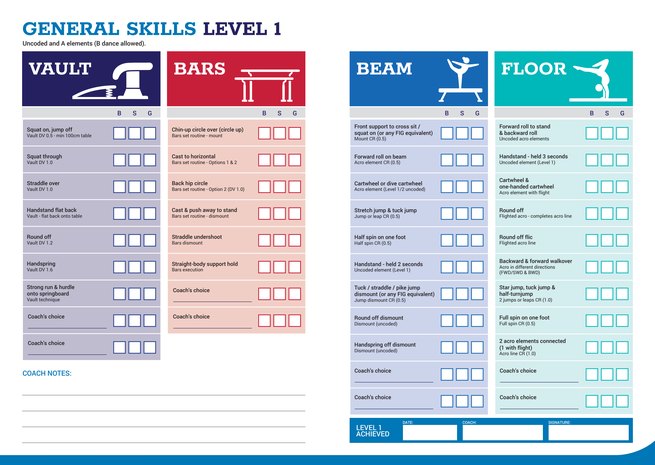 GENERAL SKILLS LEVEL 1
Uncoded and A elements (B dance allowed).
VAULT
B S G
Squat on, jump off
Vault DV 0.8 - min 100cm table
Squat through
Vault DV 1.0
Straddle over
Vault DV 1.0
Handstand flat back
Vault - flat back onto table
Round off
Vault DV 1.2
Handspring
Vault DV 1.6
Strong run & hurdle
onto springboard
Vault technique
Coach's choice
Coach's choice
BARS
B S G
Chin-up circle over (circle up)
Bars set routine - mount
Cast to horizontal
Bars set routine - Options 1 & 2
Back hip circle
Bars set routine - Option 2 (DV 1.0)
Cast & push away to stand
Bars set routine - dismount
Straddle undershoot
Bars dismount
Straight-body support hold
Bars execution
Coach's choice
Coach's choice
COACH NOTES:
BEAM
B S G
Front support to cross sit /
squat on (or any FIG equivalent)
Mount CR (0.5)
Forward roll on beam
Acro element CR (0.5)
Cartwheel or dive cartwheel
Acro element (Level 1/2 uncoded)
Stretch jump & tuck jump
Jump or leap CR (0.5)
Half spin on one foot
Half spin CR (0.5)
Handstand - held 2 seconds
Uncoded element (Level 1)
Tuck / straddle / pike jump
dismount (or any FIG equivalent)
Jump dismount CR (0.5)
Round off dismount
Dismount (uncoded)
Handspring off dismount
Dismount (uncoded)
Coach's choice
Coach's choice
FLOOR
B S G
Forward roll to stand
& backward roll
Uncoded acro elements
Handstand - held 3 seconds
Uncoded element (Level 1)
Cartwheel &
one-handed cartwheel
Acro element with flight
Round off
Flighted acro - completes acro line
Round off flic
Flighted acro line
Backward & forward walkover
Acro in different directions
(FWD/SWD & BWD)
Star jump, tuck jump &
half-turnjump
2 jumps or leaps CR (1.0)
Full spin on one foot
Full spin CR (0.5)
2 acro elements connected
(1 with flight)
Acro line CR (1.0)
Coach's choice
Coach's choice
LEVEL 1
ACHIEVED
DATE:
COACH:
SIGNATURE: